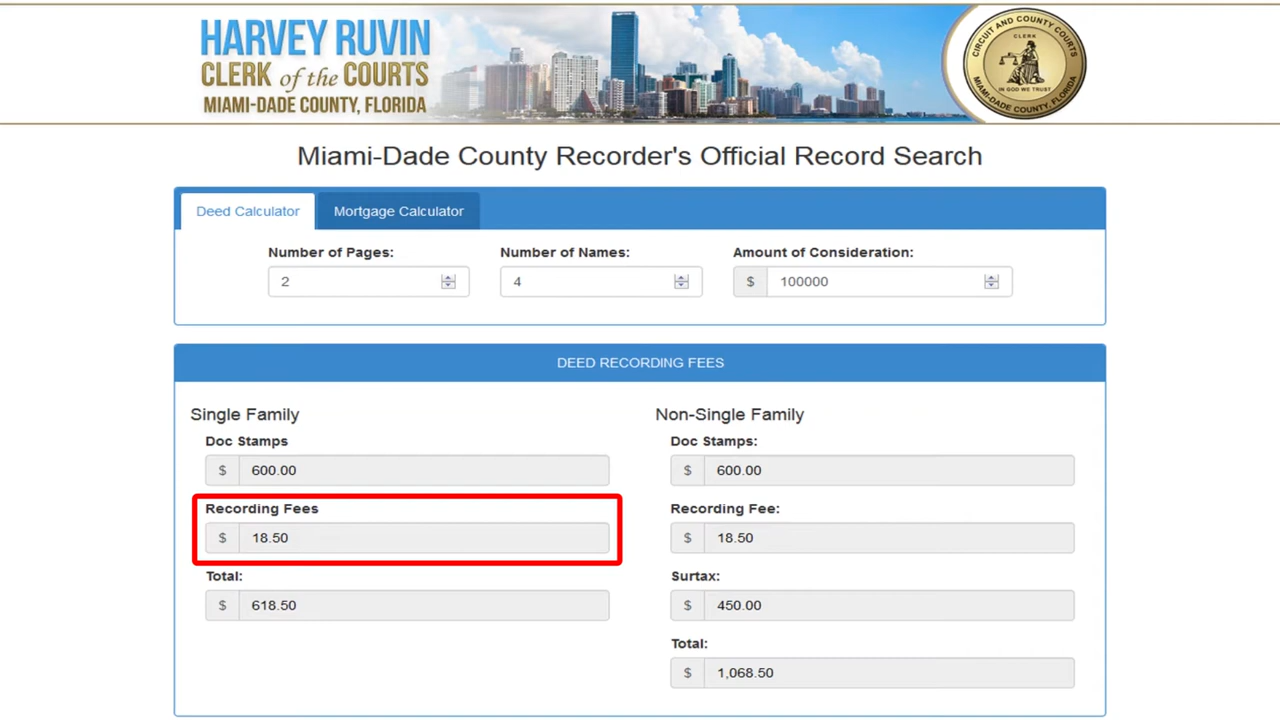 HARVEY RUVIN
CLERK of the COURTS
MIAMI-DADE COUNTY, FLORIDA
CIRCUIT AND COUNTY COURTS
CLERK
IN GOD WE TRUST
MIAMI-DADE COUNTY, FLORIDA
Miami-Dade County Recorder's Official Record Search
Deed Calculator Mortgage Calculator
Number of Pages: Number of Names: Amount of Consideration:
2 4 $ 100000
DEED RECORDING FEES
Single Family
Doc Stamps
$ 600.00
Recording Fees
$ 18.50
Total:
$ 618.50
Non-Single Family
Doc Stamps:
$ 600.00
Recording Fee:
$ 18.50
Surtax:
$ 450.00
Total:
$ 1,068.50